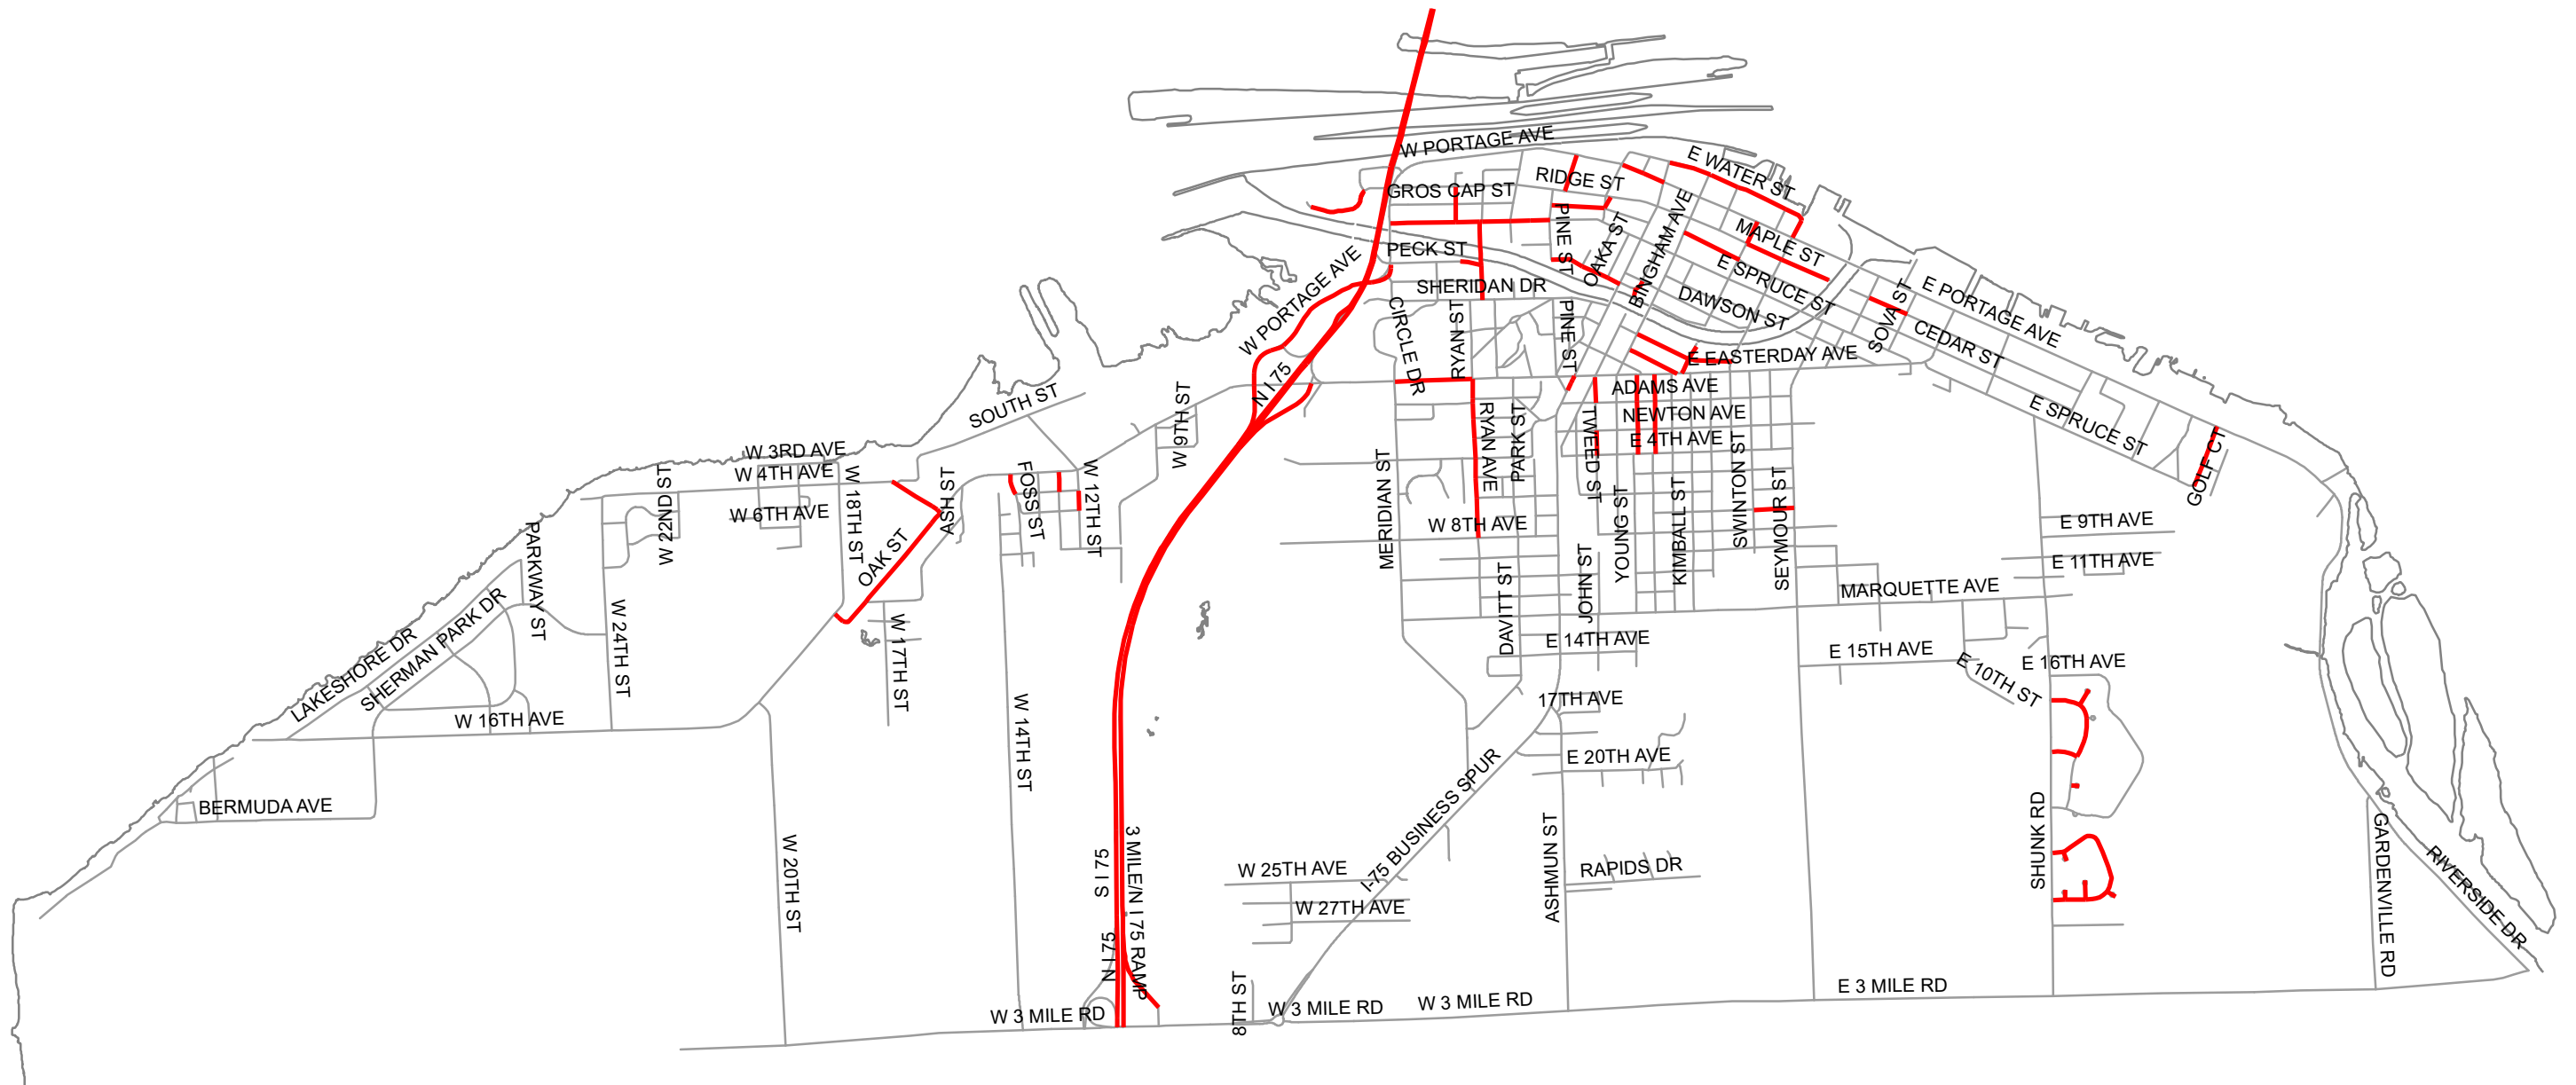 W PORTAGE AVE
E WATER ST
RIDGE ST
GROS CAP ST
PINE ST
OAKA ST
BINGHAM AVE
MAPLE ST
PECK ST
E SPRUCE ST
SHERIDAN DR
DAWSON ST
W PORTAGE AVE
CIRCLE DR
RYAN ST
PINE ST
SOVA ST
E PORTAGE AVE
CEDAR ST
E EASTERDAY AVE
N I 75
ADAMS AVE
SOUTH ST
W 9TH ST
NEWTON AVE
E 4TH AVE
RYAN AVE
PARK ST
TWEED ST
E SPRUCE ST
GOLF CT
W 3RD AVE
W 4TH AVE
W 22ND ST
W 18TH ST
ASH ST
FOSS ST
W 12TH ST
MERIDIAN ST
W 6TH AVE
W 8TH AVE
YOUNG ST
KIMBALL ST
SWINTON ST
SEYMOUR ST
E 9TH AVE
E 11TH AVE
PARKWAY ST
OAK ST
DAVITT ST
JOHN ST
MARQUETTE AVE
LAKESHORE DR
SHERMAN PARK DR
W 24TH ST
W 17TH ST
E 14TH AVE
E 15TH AVE
E 16TH AVE
E 10TH ST
W 16TH AVE
W 14TH ST
17TH AVE
E 20TH AVE
BERMUDA AVE
W 20TH ST
S I 75
3 MILE/N I 75 RAMP
I-75 BUSINESS SPUR
ASHMUN ST
RAPIDS DR
SHUNK RD
GARDENVILLE RD
RIVERSIDE DR
W 25TH AVE
W 27TH AVE
N I 75
8TH ST
W 3 MILE RD
W 3 MILE RD
W 3 MILE RD
E 3 MILE RD